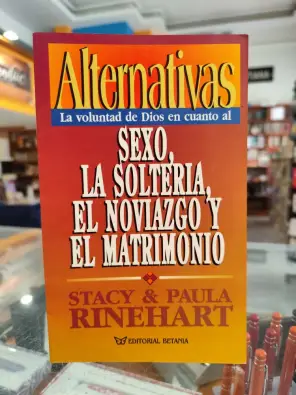 Alternativas
La voluntad de Dios en cuanto al
SEXO,
LA SOLTERIA,
EL NOVIAZGO Y
EL MATRIMONIO
STACY & PAULA
RINEHART
EDITORIAL BETANIA